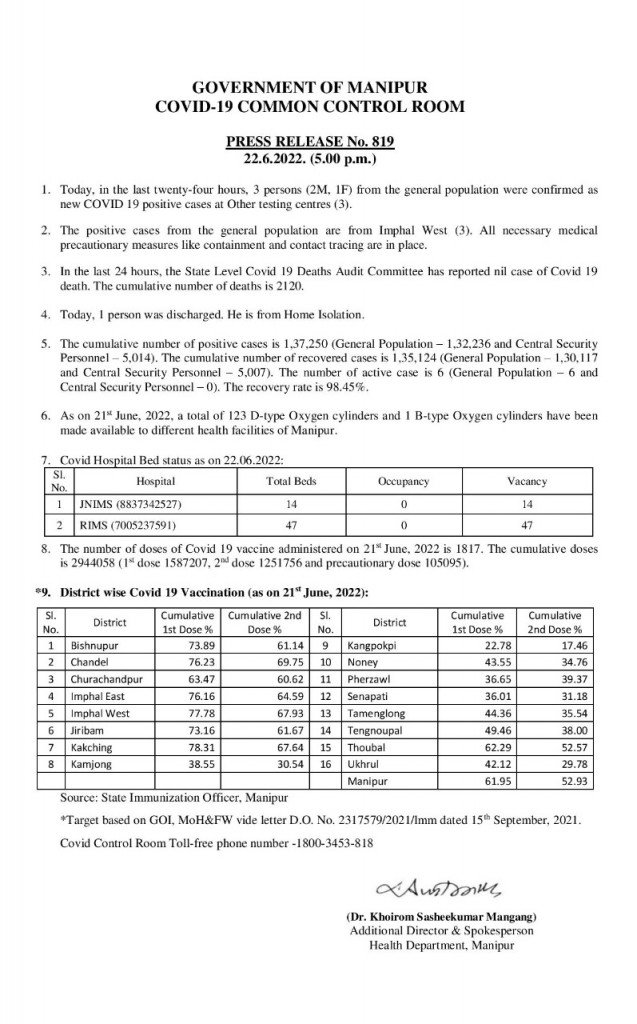 GOVERNMENT OF MANIPUR
COVID-19 COMMON CONTROL ROOM
PRESS RELEASE No. 819
22.6.2022. (5.00 p.m.)
1. Today, in the last twenty-four hours, 3 persons (2M, 1F) from the general population were confirmed as
new COVID 19 positive cases at Other testing centres (3).
2. The positive cases from the general population are from Imphal West (3). All necessary medical
precautionary measures like containment and contact tracing are in place.
3. In the last 24 hours, the State Level Covid 19 Deaths Audit Committee has reported nil case of Covid 19
death. The cumulative number of deaths is 2120.
4. Today, 1 person was discharged. He is from Home Isolation.
5. The cumulative number of positive cases is 1,37,250 (General Population – 1,32,236 and Central Security
Personnel – 5,014). The cumulative number of recovered cases is 1,35,124 (General Population – 1,30,117
and Central Security Personnel – 5,007). The number of active case is 6 (General Population – 6 and
Central Security Personnel – 0). The recovery rate is 98.45%.
6. As on 21st June, 2022, a total of 123 D-type Oxygen cylinders and 1 B-type Oxygen cylinders have been
made available to different health facilities of Manipur.
7. Covid Hospital Bed status as on 22.06.2022:
Sl. No. Hospital Total Beds Occupancy Vacancy
1 JNIMS (8837342527) 14 0 14
2 RIMS (7005237591) 47 0 47
8. The number of doses of Covid 19 vaccine administered on 21st June, 2022 is 1817. The cumulative doses
is 2944058 (1st dose 1587207, 2nd dose 1251756 and precautionary dose 105095).
*9. District wise Covid 19 Vaccination (as on 21st June, 2022):
Sl. No. District Cumulative 1st Dose % Cumulative 2nd Dose % Sl. No. District Cumulative 1st Dose % Cumulative 2nd Dose %
1 Bishnupur 73.89 61.14 9 Kangpokpi 22.78 17.46
2 Chandel 76.23 69.75 10 Noney 43.55 34.76
3 Churachandpur 63.47 60.62 11 Pherzawl 36.65 39.37
4 Imphal East 76.16 64.59 12 Senapati 36.01 31.18
5 Imphal West 77.78 67.93 13 Tamenglong 44.36 35.54
6 Jiribam 73.16 61.67 14 Tengnoupal 49.46 38.00
7 Kakching 78.31 67.64 15 Thoubal 62.29 52.57
8 Kamjong 38.55 30.54 16 Ukhrul 42.12 29.78
Manipur 61.95 52.93
Source: State Immunization Officer, Manipur
*Target based on GOI, MoH&FW vide letter D.O. No. 2317579/2021/Imm dated 15th September, 2021.
Covid Control Room Toll-free phone number -1800-3453-818
(Dr. Khoirom Sasheekumar Mangang)
Additional Director & Spokesperson
Health Department, Manipur